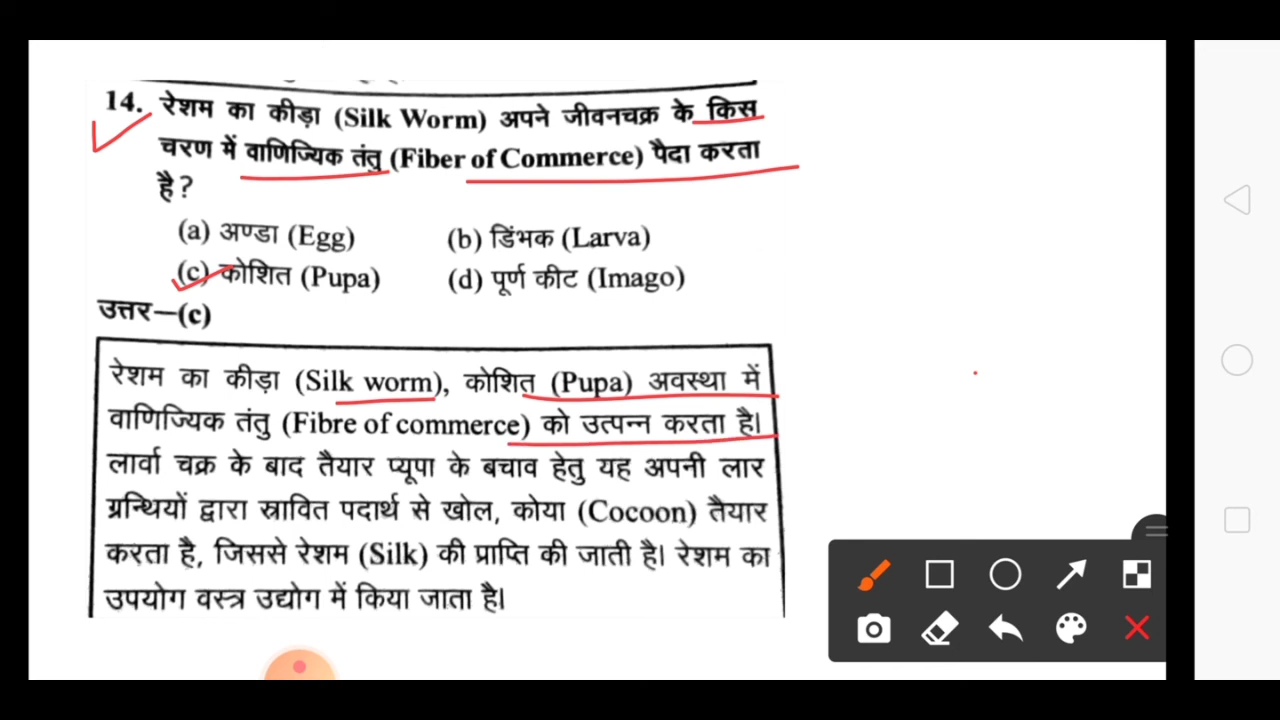 14. रेशम का कीड़ा (Silk Worm) अपने जीवनचक्र के किस
चरण में वाणिज्यिक तंतु (Fiber of Commerce) पैदा करता
है?
(a) अण्डा (Egg) (b) डिंभक (Larva)
(c) कोशित (Pupa) (d) पूर्ण कीट (Imago)
उत्तर—(c)
रेशम का कीड़ा (Silk worm), कोशित (Pupa) अवस्था में
वाणिज्यिक तंतु (Fibre of commerce) को उत्पन्न करता है।
लार्वा चक्र के बाद तैयार प्यूपा के बचाव हेतु यह अपनी लार
ग्रन्थियों द्वारा स्रावित पदार्थ से खोल, कोया (Cocoon) तैयार
करता है, जिससे रेशम (Silk) की प्राप्ति की जाती है। रेशम का
उपयोग वस्त्र उद्योग में किया जाता है।